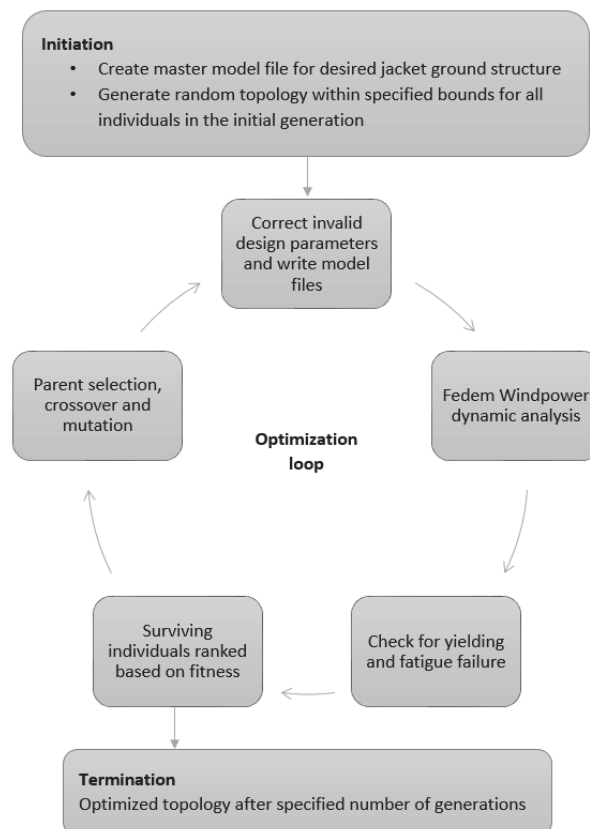 Initiation
• Create master model file for desired jacket ground structure
• Generate random topology within specified bounds for all
individuals in the initial generation
Correct invalid
design parameters
and write model
files
Fedem Windpower
dynamic analysis
Check for yielding
and fatigue failure
Surviving
individuals ranked
based on fitness
Parent selection,
crossover and
mutation
Optimization
loop
Termination
Optimized topology after specified number of generations